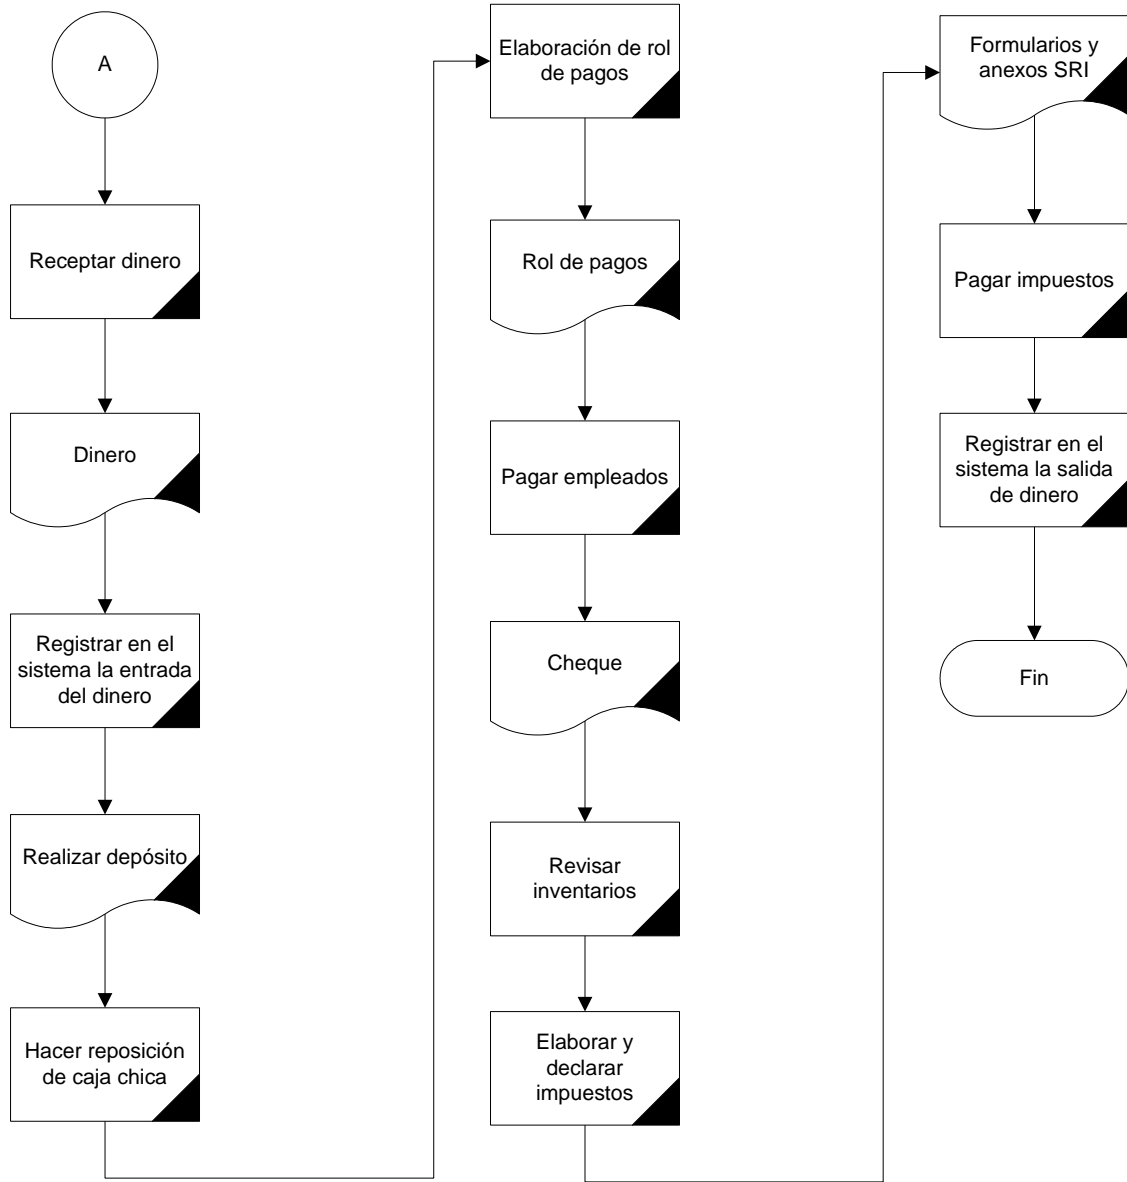 A
Receptar dinero
Dinero
Registrar en el
sistema la entrada
del dinero
Realizar depósito
Hacer reposición
de caja chica
Elaboración de rol
de pagos
Rol de pagos
Pagar empleados
Cheque
Revisar
inventarios
Elaborar y
declarar
impuestos
Formularios y
anexos SRI
Pagar impuestos
Registrar en el
sistema la salida
de dinero
Fin